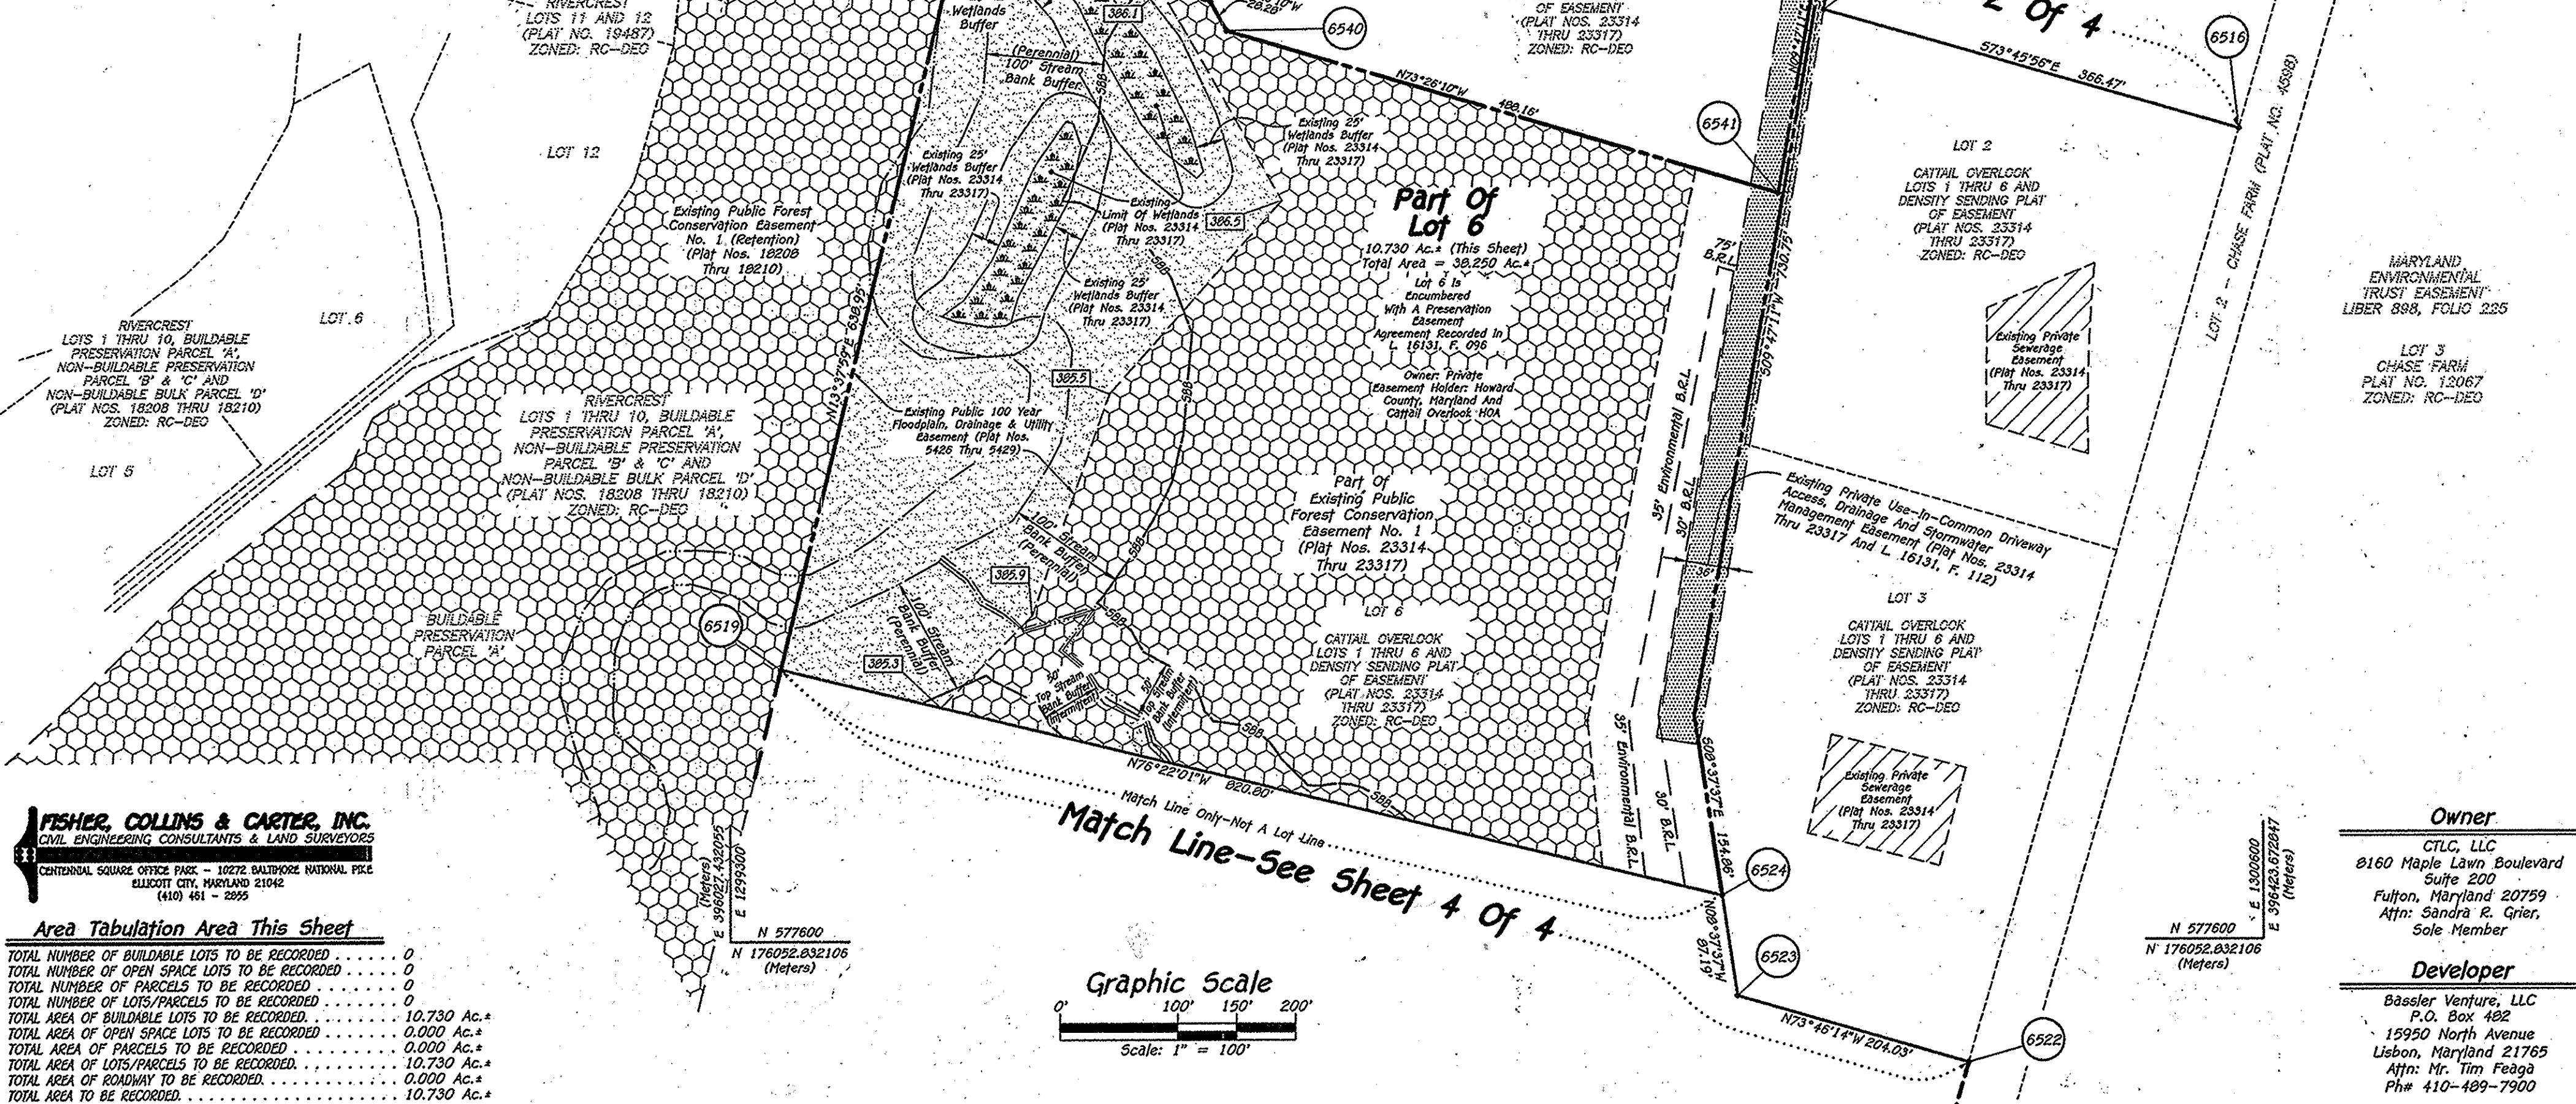 RIVERCREST
LOTS 11 AND 12
(PLAT NO. 19487)
ZONED: RC-DEO
LOT 12
LOT 6
RIVERCREST
LOTS 1 THRU 10, BUILDABLE
PRESERVATION PARCEL 'A',
NON-BUILDABLE PRESERVATION
PARCEL 'B' & 'C' AND
NON-BUILDABLE BULK PARCEL 'D'
(PLAT NOS. 18208 THRU 18210)
ZONED: RC-DEO
LOT 5
Existing Public Forest
Conservation Easement
No. 1 (Retention)
(Plat Nos. 18208
Thru 18210)
RIVERCREST
LOTS 1 THRU 10, BUILDABLE
PRESERVATION PARCEL 'A',
NON-BUILDABLE PRESERVATION
PARCEL 'B' & 'C' AND
NON-BUILDABLE BULK PARCEL 'D'
(PLAT NOS. 18208 THRU 18210)
ZONED: RC-DEO
BUILDABLE
PRESERVATION
PARCEL 'A'
6519
N13°37'59"E 638.95'
Wetlands
Buffer
386.1
(Perennial)
100' Stream
Bank Buffer
SBB
Existing 25'
Wetlands Buffer
(Plat Nos. 23314
Thru 23317)
Existing 25'
Wetlands Buffer
(Plat Nos. 23314
Thru 23317)
Existing
Limit Of Wetlands
(Plat Nos. 23314
Thru 23317)
386.5
SBB
Existing 25'
Wetlands Buffer
(Plat Nos. 23314
Thru 23317)
385.5
SBB
Existing Public 100 Year
Floodplain, Drainage & Utility
Easement (Plat Nos.
5426 Thru 5429)
100' Stream
Bank Buffer
(Perennial)
SBB
385.9
100' Stream
Bank Buffer
(Perennial)
385.3
SBB
50'
Top Stream
Bank Buffer
(Intermittent)
50'
Top Stream
Bank Buffer
(Intermittent)
SBB
SBB
N76°22'01"W 820.00'
Match Line Only-Not A Lot Line
Match Line-See Sheet 4 Of 4
6540
N73°26'10"W 488.16'
OF EASEMENT
(PLAT NOS. 23314
THRU 23317)
ZONED: RC-DEO
6541
Part Of
Lot 6
10.730 Ac.± (This Sheet)
Total Area = 38.250 Ac.±
Lot 6 Is
Encumbered
With A Preservation
Easement
Agreement Recorded In
L. 16131, F. 096
Owner: Private
Easement Holder: Howard
County, Maryland And
Cattail Overlook HOA
Part Of
Existing Public
Forest Conservation
Easement No. 1
(Plat Nos. 23314
Thru 23317)
LOT 6
CATTAIL OVERLOOK
LOTS 1 THRU 6 AND
DENSITY SENDING PLAT
OF EASEMENT
(PLAT NOS. 23314
THRU 23317)
ZONED: RC-DEO
75'
B.R.L.
35' Environmental B.R.L.
30' B.R.L.
36'
35' Environmental B.R.L.
30' B.R.L.
S09°47'11"W 730.75'
S08°37'37"E 154.86'
6524
N08°37'37"W
87.19'
6523
N73°46'14"W 204.03'
6522
2 Of 4
6516
S73°45'56"E 366.47'
LOT 2
CATTAIL OVERLOOK
LOTS 1 THRU 6 AND
DENSITY SENDING PLAT
OF EASEMENT
(PLAT NOS. 23314
THRU 23317)
ZONED: RC-DEO
Existing Private
Sewerage
Easement
(Plat Nos. 23314
Thru 23317)
Existing Private Use-In-Common Driveway
Access, Drainage And Stormwater
Management Easement (Plat Nos. 23314
Thru 23317 And L. 16131, F. 112)
LOT 3
CATTAIL OVERLOOK
LOTS 1 THRU 6 AND
DENSITY SENDING PLAT
OF EASEMENT
(PLAT NOS. 23314
THRU 23317)
ZONED: RC-DEO
Existing Private
Sewerage
Easement
(Plat Nos. 23314
Thru 23317)
LOT 2 - CHASE FARM (PLAT NO. 4598)
MARYLAND
ENVIRONMENTAL
TRUST EASEMENT
LIBER 898, FOLIO 225
LOT 3
CHASE FARM
PLAT NO. 12067
ZONED: RC-DEO
FISHER, COLLINS & CARTER, INC.
CIVIL ENGINEERING CONSULTANTS & LAND SURVEYORS
CENTENNIAL SQUARE OFFICE PARK - 10272 BALTIMORE NATIONAL PIKE
ELLICOTT CITY, MARYLAND 21042
(410) 461 - 2855
Area Tabulation Area This Sheet
TOTAL NUMBER OF BUILDABLE LOTS TO BE RECORDED . . . . . . 0
TOTAL NUMBER OF OPEN SPACE LOTS TO BE RECORDED . . . . . 0
TOTAL NUMBER OF PARCELS TO BE RECORDED . . . . . . . 0
TOTAL NUMBER OF LOTS/PARCELS TO BE RECORDED . . . . . . 0
TOTAL AREA OF BUILDABLE LOTS TO BE RECORDED. . . . . . . . 10.730 Ac.±
TOTAL AREA OF OPEN SPACE LOTS TO BE RECORDED . . . . . . 0.000 Ac.±
TOTAL AREA OF PARCELS TO BE RECORDED . . . . . . . . . 0.000 Ac.±
TOTAL AREA OF LOTS/PARCELS TO BE RECORDED. . . . . . . . . 10.730 Ac.±
TOTAL AREA OF ROADWAY TO BE RECORDED. . . . . . . . . . . 0.000 Ac.±
TOTAL AREA TO BE RECORDED. . . . . . . . . . . . . . . . . 10.730 Ac.±
(Meters)
E 396027.432055
E 1299300
N 577600
N 176052.832106
(Meters)
Graphic Scale
0' 100' 150' 200'
Scale: 1" = 100'
E 1300600
E 396423.672847
(Meters)
N 577600
N 176052.832106
(Meters)
Owner
CTLC, LLC
8160 Maple Lawn Boulevard
Suite 200
Fulton, Maryland 20759
Attn: Sandra R. Grier,
Sole Member
Developer
Bassler Venture, LLC
P.O. Box 482
15950 North Avenue
Lisbon, Maryland 21765
Attn: Mr. Tim Feaga
Ph# 410-489-7900